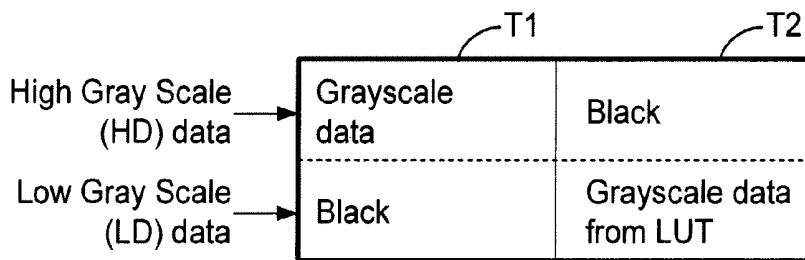 T1
T2
High Gray Scale
(HD) data
Grayscale
data
Black
Low Gray Scale
(LD) data
Black
Grayscale data
from LUT